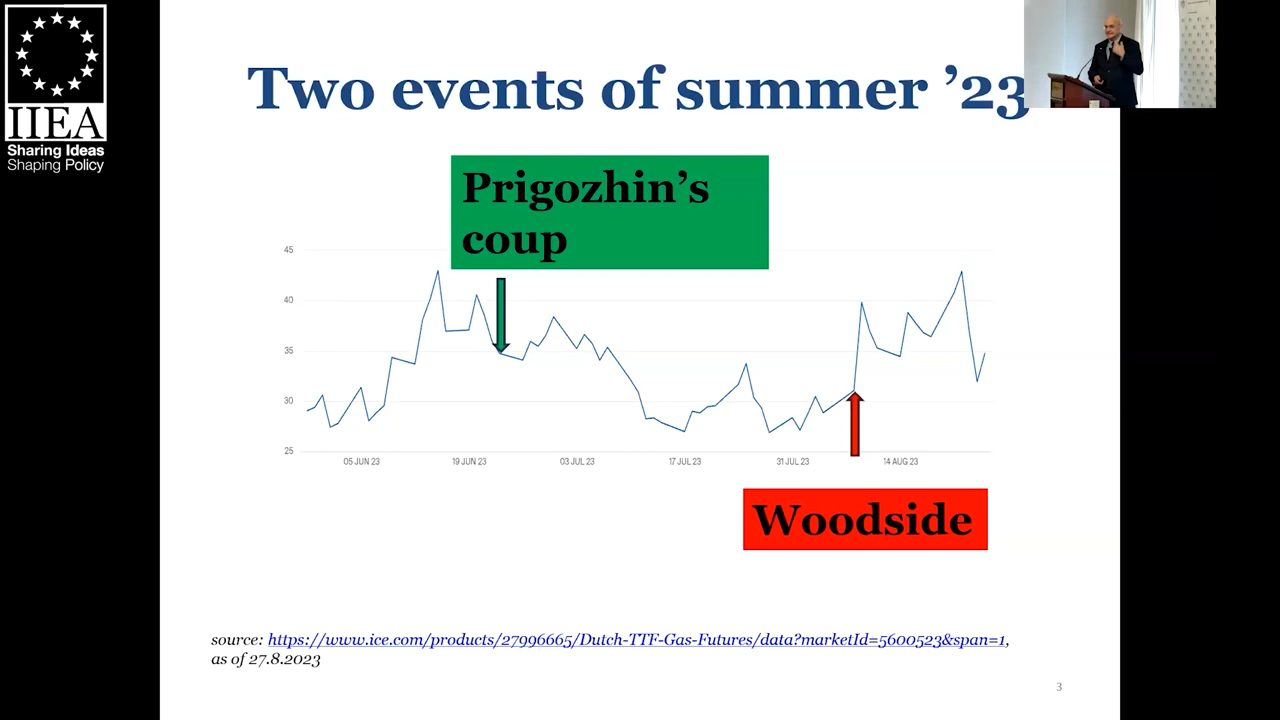 IIEA
Sharing Ideas
Shaping Policy
Two events of summer ’23
Prigozhin’s
coup
45
40
35
30
25
05 JUN 23
19 JUN 23
03 JUL 23
17 JUL 23
31 JUL 23
14 AUG 23
Woodside
source: https://www.ice.com/products/27996665/Dutch-TTF-Gas-Futures/data?marketId=5600523&span=1,
as of 27.8.2023
3